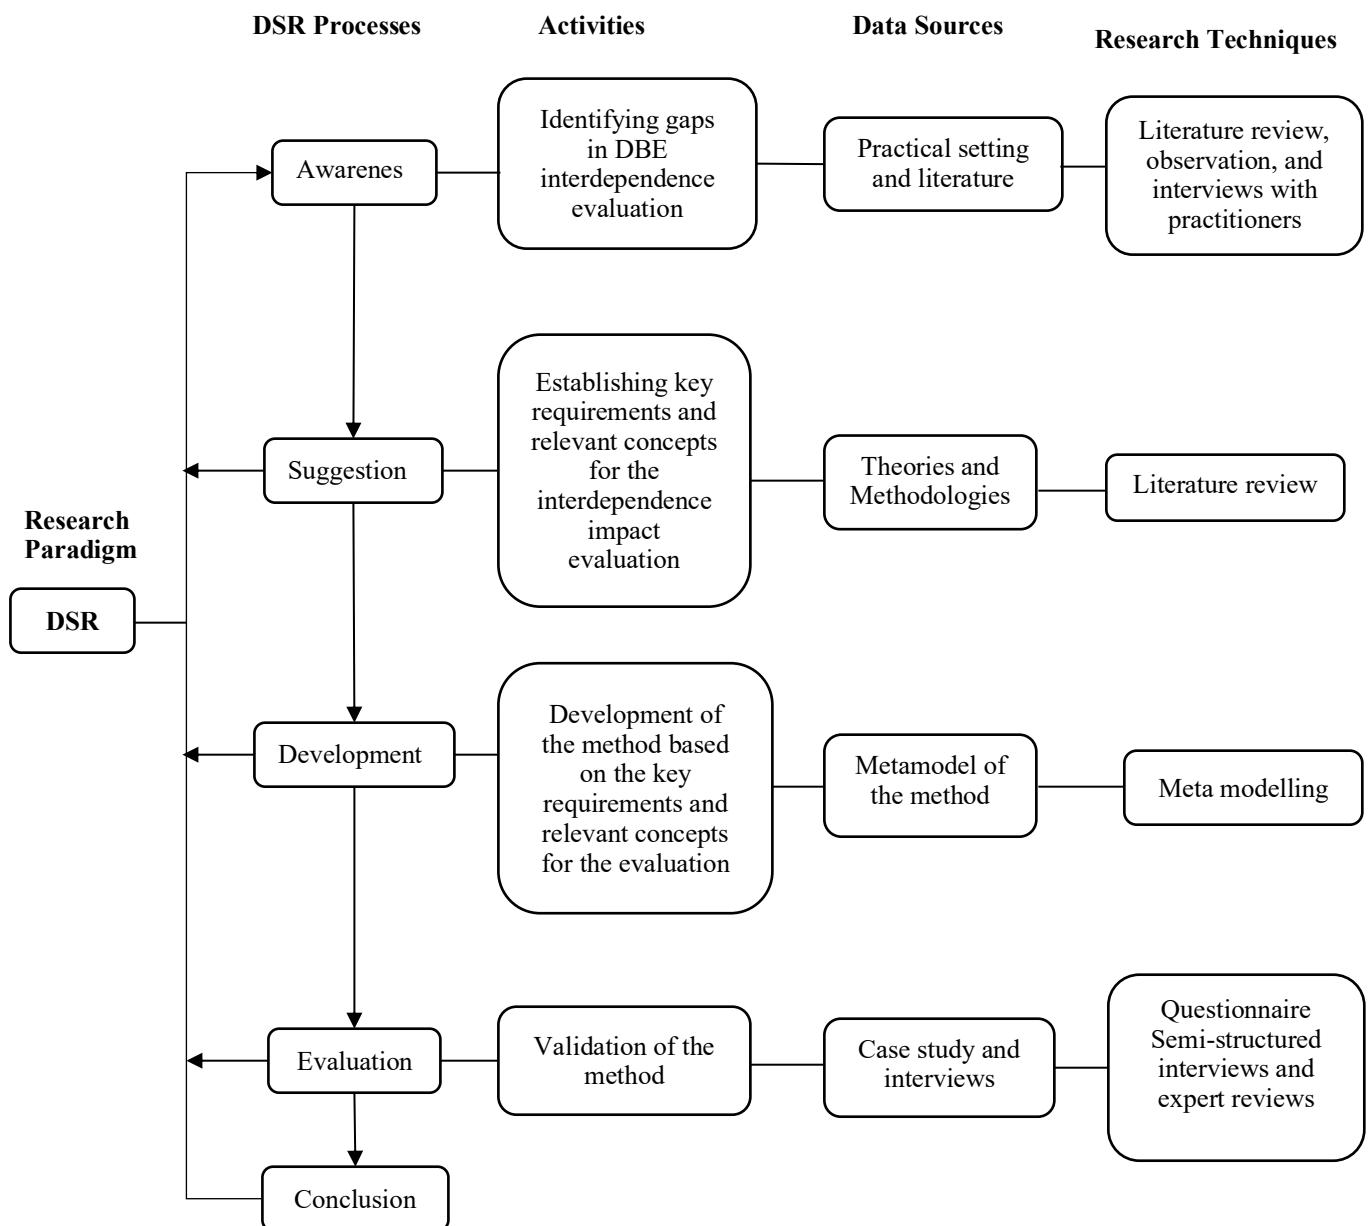 DSR Processes
Activities
Data Sources
Research Techniques
Awarenes
Identifying gaps
in DBE
interdependence
evaluation
Practical setting
and literature
Literature review,
observation, and
interviews with
practitioners
Suggestion
Establishing key
requirements and
relevant concepts
for the
interdependence
impact
evaluation
Theories and
Methodologies
Literature review
Research
Paradigm
DSR
Development
Development of
the method based
on the key
requirements and
relevant concepts
for the evaluation
Metamodel of
the method
Meta modelling
Evaluation
Validation of the
method
Case study and
interviews
Questionnaire
Semi-structured
interviews and
expert reviews
Conclusion